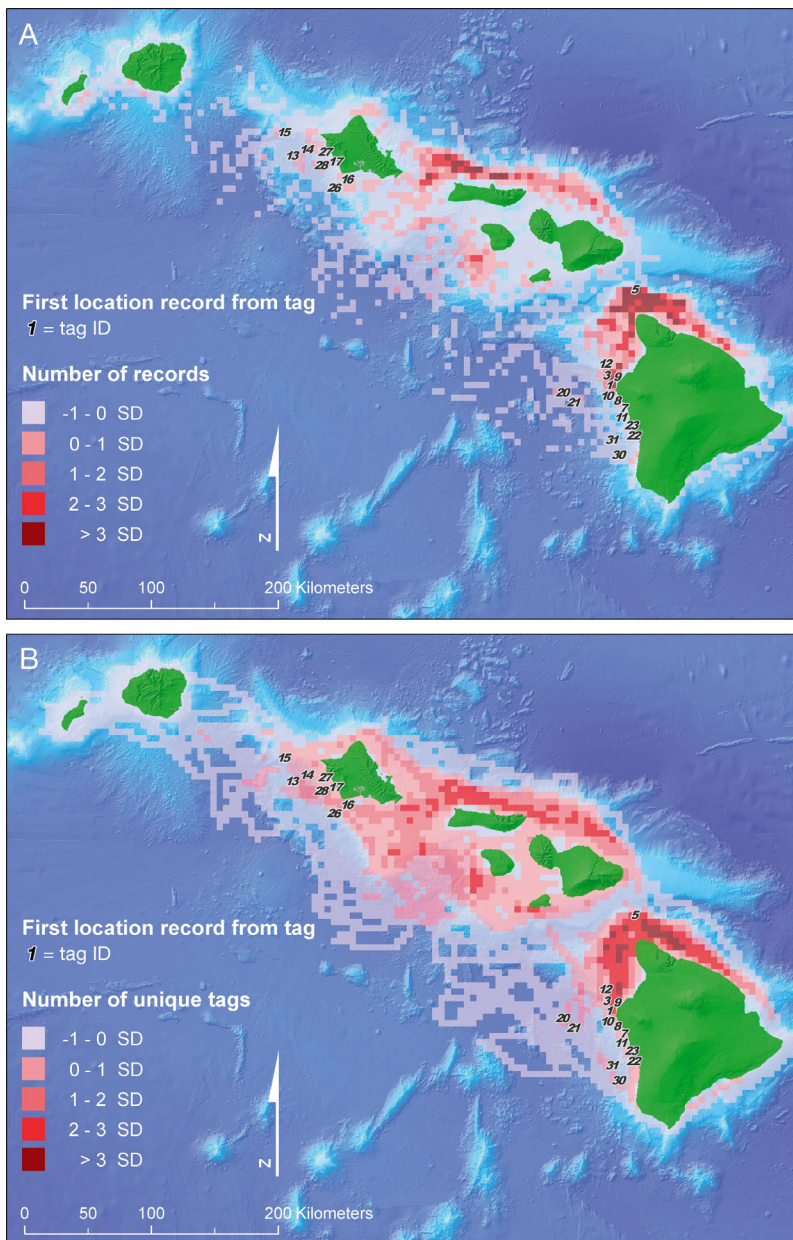 A
15
14
27
13
17
28
16
26
5
First location record from tag
1 = tag ID
12
3
9
1
Number of records
20
10
8
21
7
-1 - 0 SD
11
23
0 - 1 SD
31
22
1 - 2 SD
30
2 - 3 SD
> 3 SD
N
0 50 100 200 Kilometers
B
15
14
27
13
17
28
16
26
5
First location record from tag
1 = tag ID
12
3
9
1
Number of unique tags
20
10
8
21
7
-1 - 0 SD
11
23
0 - 1 SD
31
22
1 - 2 SD
30
2 - 3 SD
> 3 SD
N
0 50 100 200 Kilometers